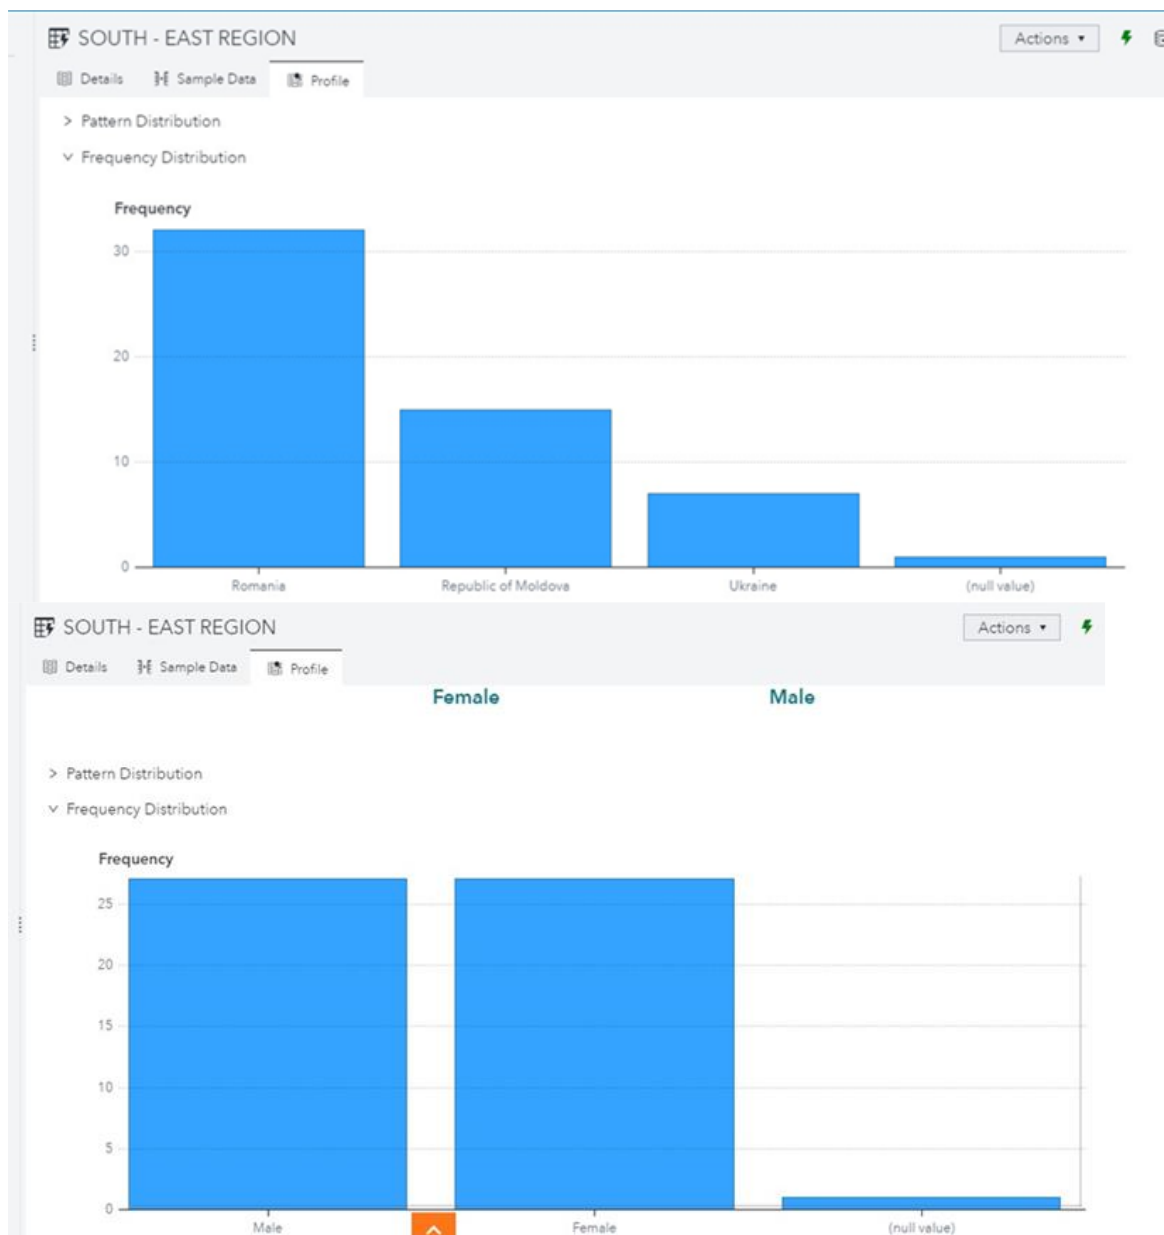 SOUTH - EAST REGION Actions
Details Sample Data Profile
> Pattern Distribution
Frequency Distribution
Frequency
30
20
10
0
Romania Republic of Moldova Ukraine (null value)
SOUTH - EAST REGION Actions
Details Sample Data Profile
Female Male
> Pattern Distribution
Frequency Distribution
Frequency
25
20
15
10
5
0
Male Female (null value)